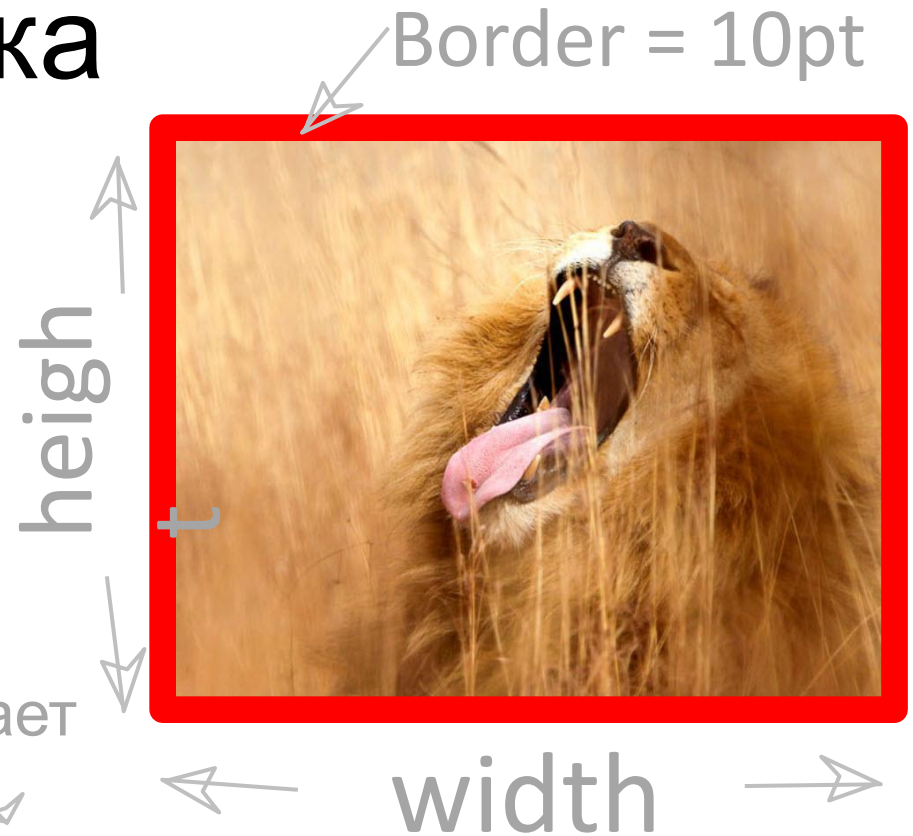 ка
Border = 10pt
heigh
t
ает
width